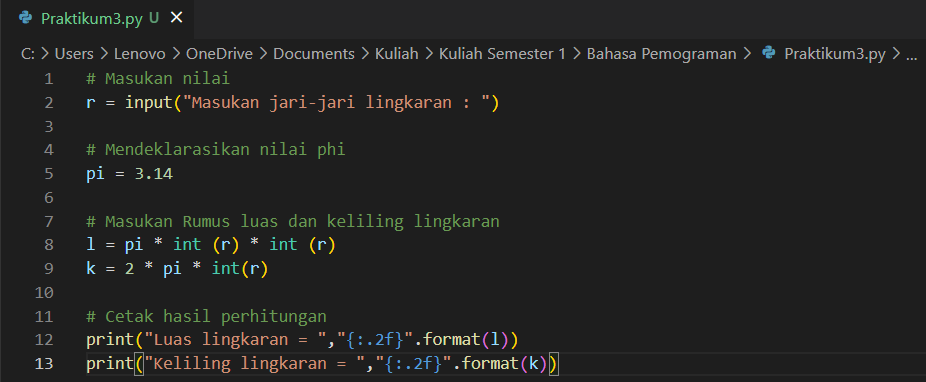 Praktikum3.py U
C: > Users > Lenovo > OneDrive > Documents > Kuliah > Kuliah Semester 1 > Bahasa Pemograman > Praktikum3.py > ...
1 # Masukan nilai
2 r = input("Masukan jari-jari lingkaran : ")
3
4 # Mendeklarasikan nilai phi
5 pi = 3.14
6
7 # Masukan Rumus luas dan keliling lingkaran
8 l = pi * int (r) * int (r)
9 k = 2 * pi * int(r)
10
11 # Cetak hasil perhitungan
12 print("Luas lingkaran = ","{:.2f}".format(l))
13 print("Keliling lingkaran = ","{:.2f}".format(k))